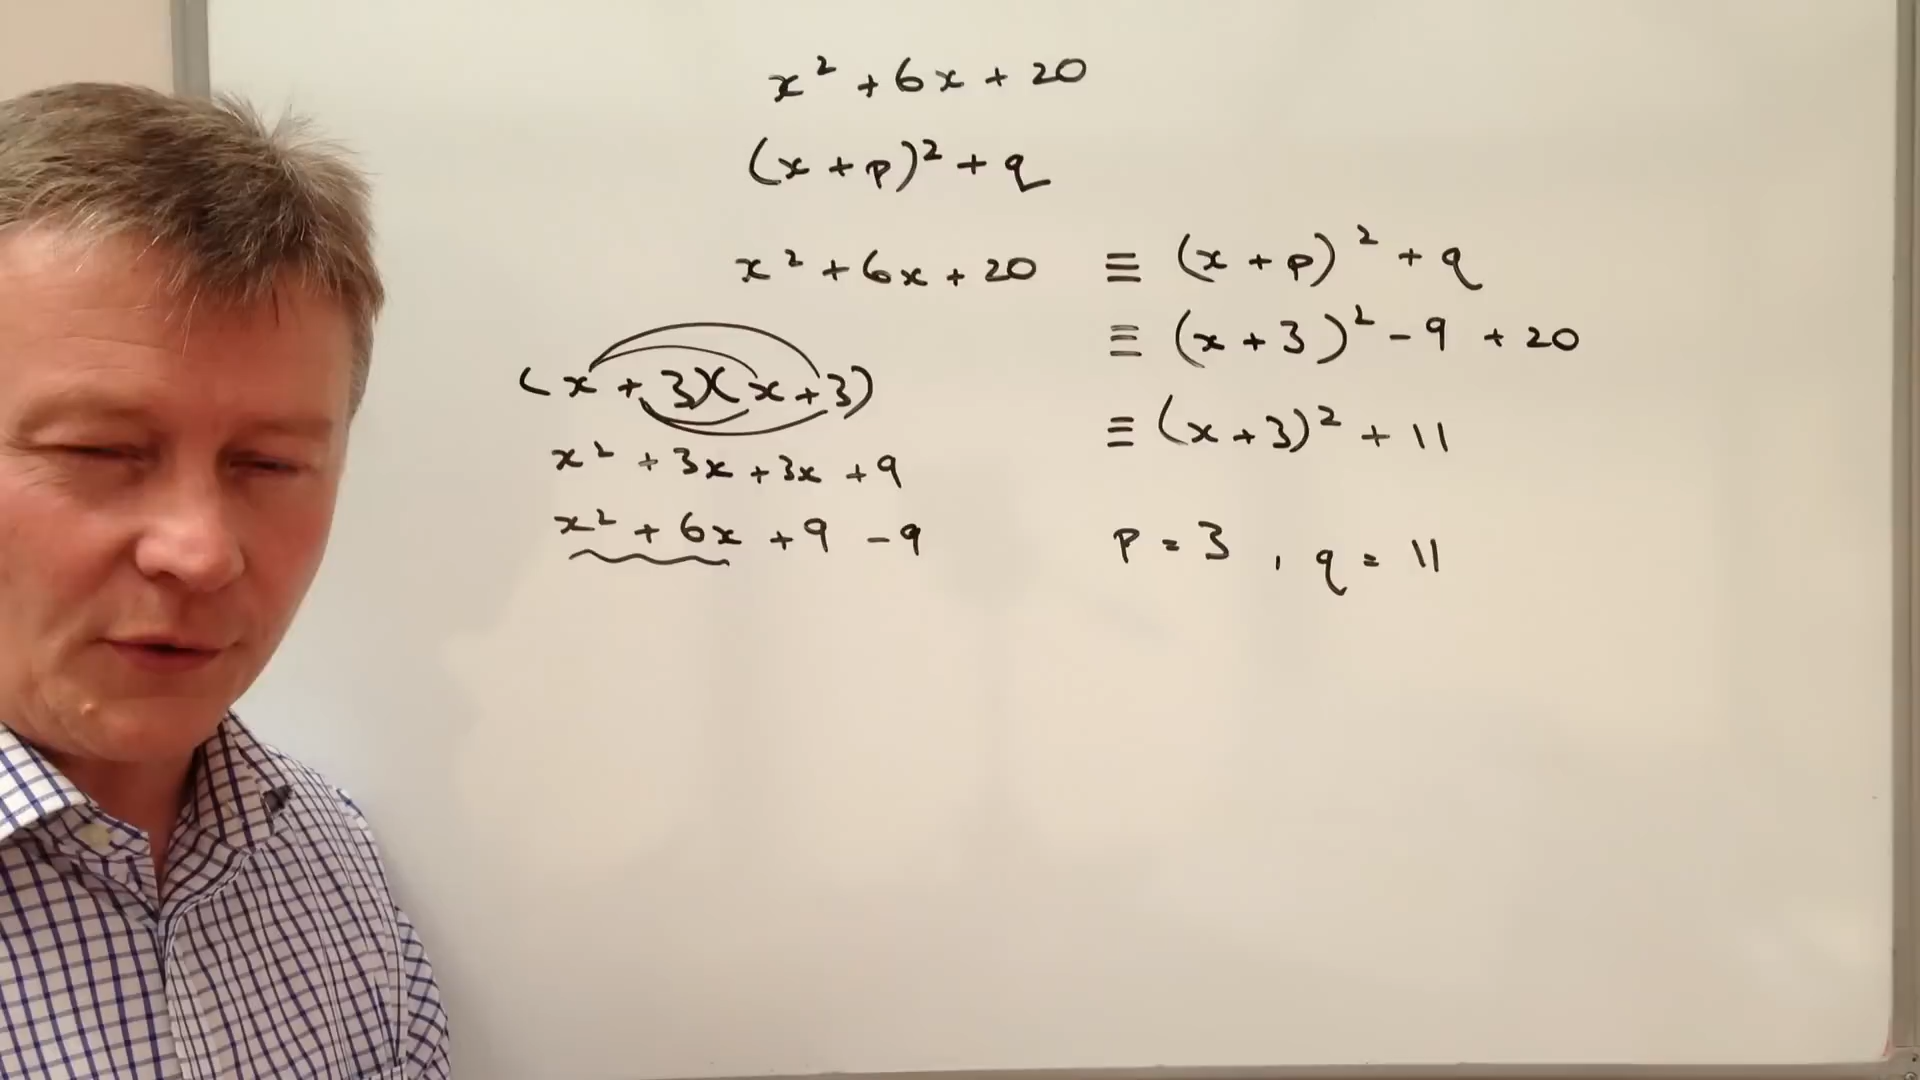 x² + 6x + 20
(x + p)² + q
x² + 6x + 20 ≡ (x + p)² + q
≡ (x + 3)² - 9 + 20
(x + 3)(x + 3)
≡ (x + 3)² + 11
x² + 3x + 3x + 9
x² + 6x + 9 - 9
p = 3, q = 11